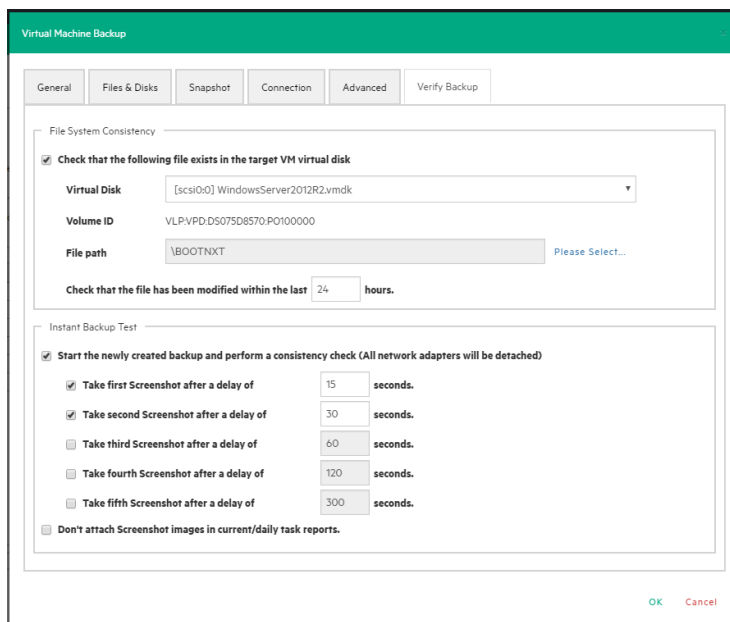 Virtual Machine Backup
General Files & Disks Snapshot Connection Advanced Verify Backup
File System Consistency
Check that the following file exists in the target VM virtual disk
Virtual Disk [scsi0:0] WindowsServer2012R2.vmdk
Volume ID VLP:VPD:DS075D8570:PO100000
File path \BOOTNXT Please Select...
Check that the file has been modified within the last 24 hours.
Instant Backup Test
Start the newly created backup and perform a consistency check (All network adapters will be detached)
Take first Screenshot after a delay of 15 seconds.
Take second Screenshot after a delay of 30 seconds.
Take third Screenshot after a delay of 60 seconds.
Take fourth Screenshot after a delay of 120 seconds.
Take fifth Screenshot after a delay of 300 seconds.
Don't attach Screenshot images in current/daily task reports.
OK Cancel